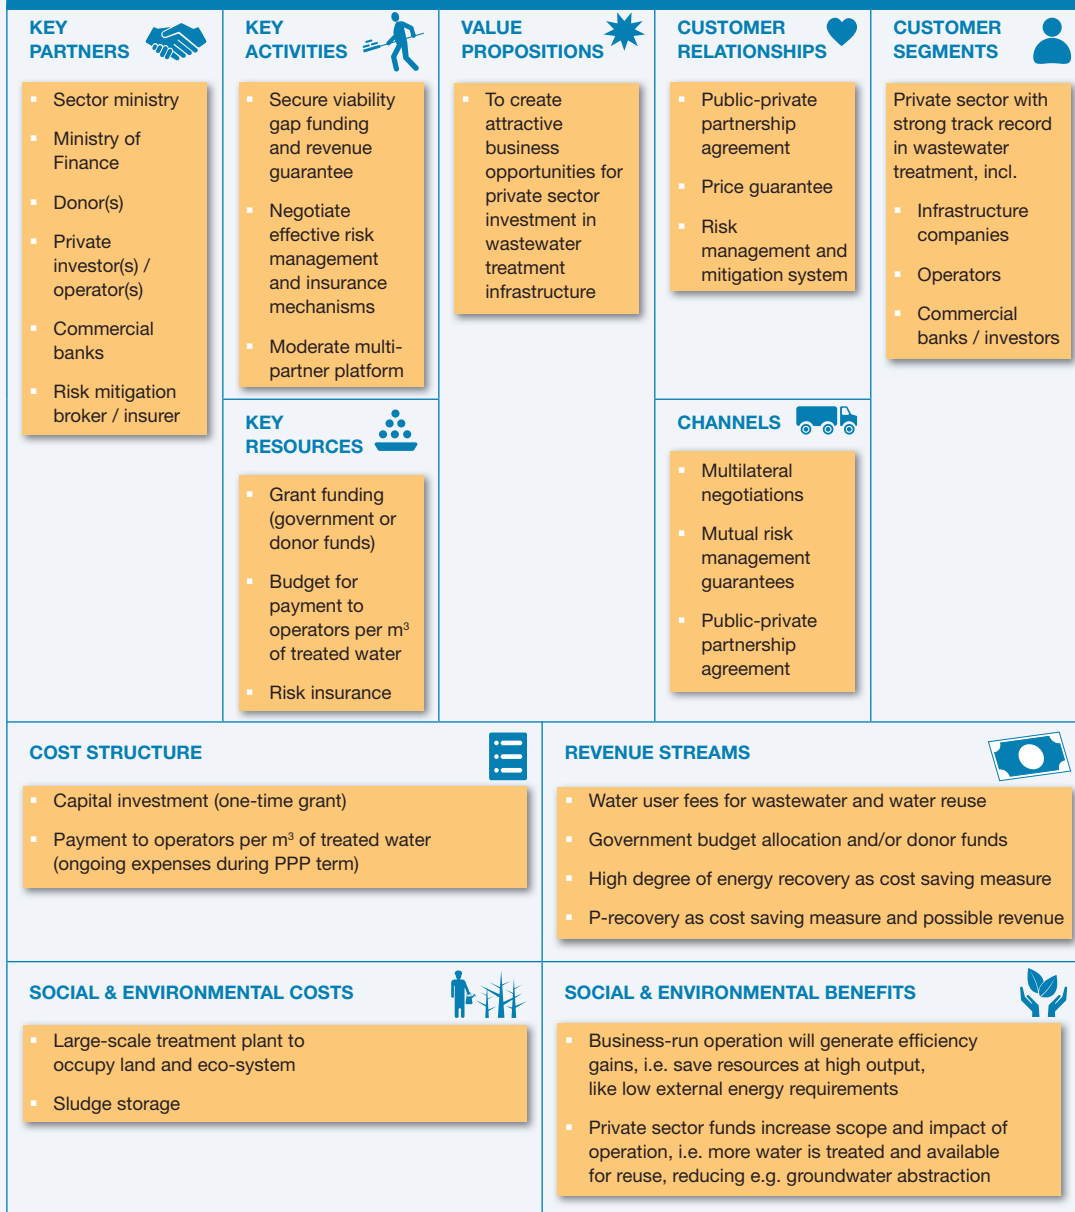 KEY
PARTNERS
Sector ministry
Ministry of
Finance
Donor(s)
Private
investor(s) /
operator(s)
Commercial
banks
Risk mitigation
broker / insurer
KEY
ACTIVITIES
Secure viability
gap funding
and revenue
guarantee
Negotiate
effective risk
management
and insurance
mechanisms
Moderate multi-
partner platform
KEY
RESOURCES
Grant funding
(government or
donor funds)
Budget for
payment to
operators per m³
of treated water
Risk insurance
VALUE
PROPOSITIONS
To create
attractive
business
opportunities for
private sector
investment in
wastewater
treatment
infrastructure
CUSTOMER
RELATIONSHIPS
Public-private
partnership
agreement
Price guarantee
Risk
management and
mitigation system
CHANNELS
Multilateral
negotiations
Mutual risk
management
guarantees
Public-private
partnership
agreement
CUSTOMER
SEGMENTS
Private sector with
strong track record
in wastewater
treatment, incl.
Infrastructure
companies
Operators
Commercial
banks / investors
COST STRUCTURE
Capital investment (one-time grant)
Payment to operators per m³ of treated water
(ongoing expenses during PPP term)
REVENUE STREAMS
Water user fees for wastewater and water reuse
Government budget allocation and/or donor funds
High degree of energy recovery as cost saving measure
P-recovery as cost saving measure and possible revenue
SOCIAL & ENVIRONMENTAL COSTS
Large-scale treatment plant to
occupy land and eco-system
Sludge storage
SOCIAL & ENVIRONMENTAL BENEFITS
Business-run operation will generate efficiency
gains, i.e. save resources at high output,
like low external energy requirements
Private sector funds increase scope and impact of
operation, i.e. more water is treated and available
for reuse, reducing e.g. groundwater abstraction